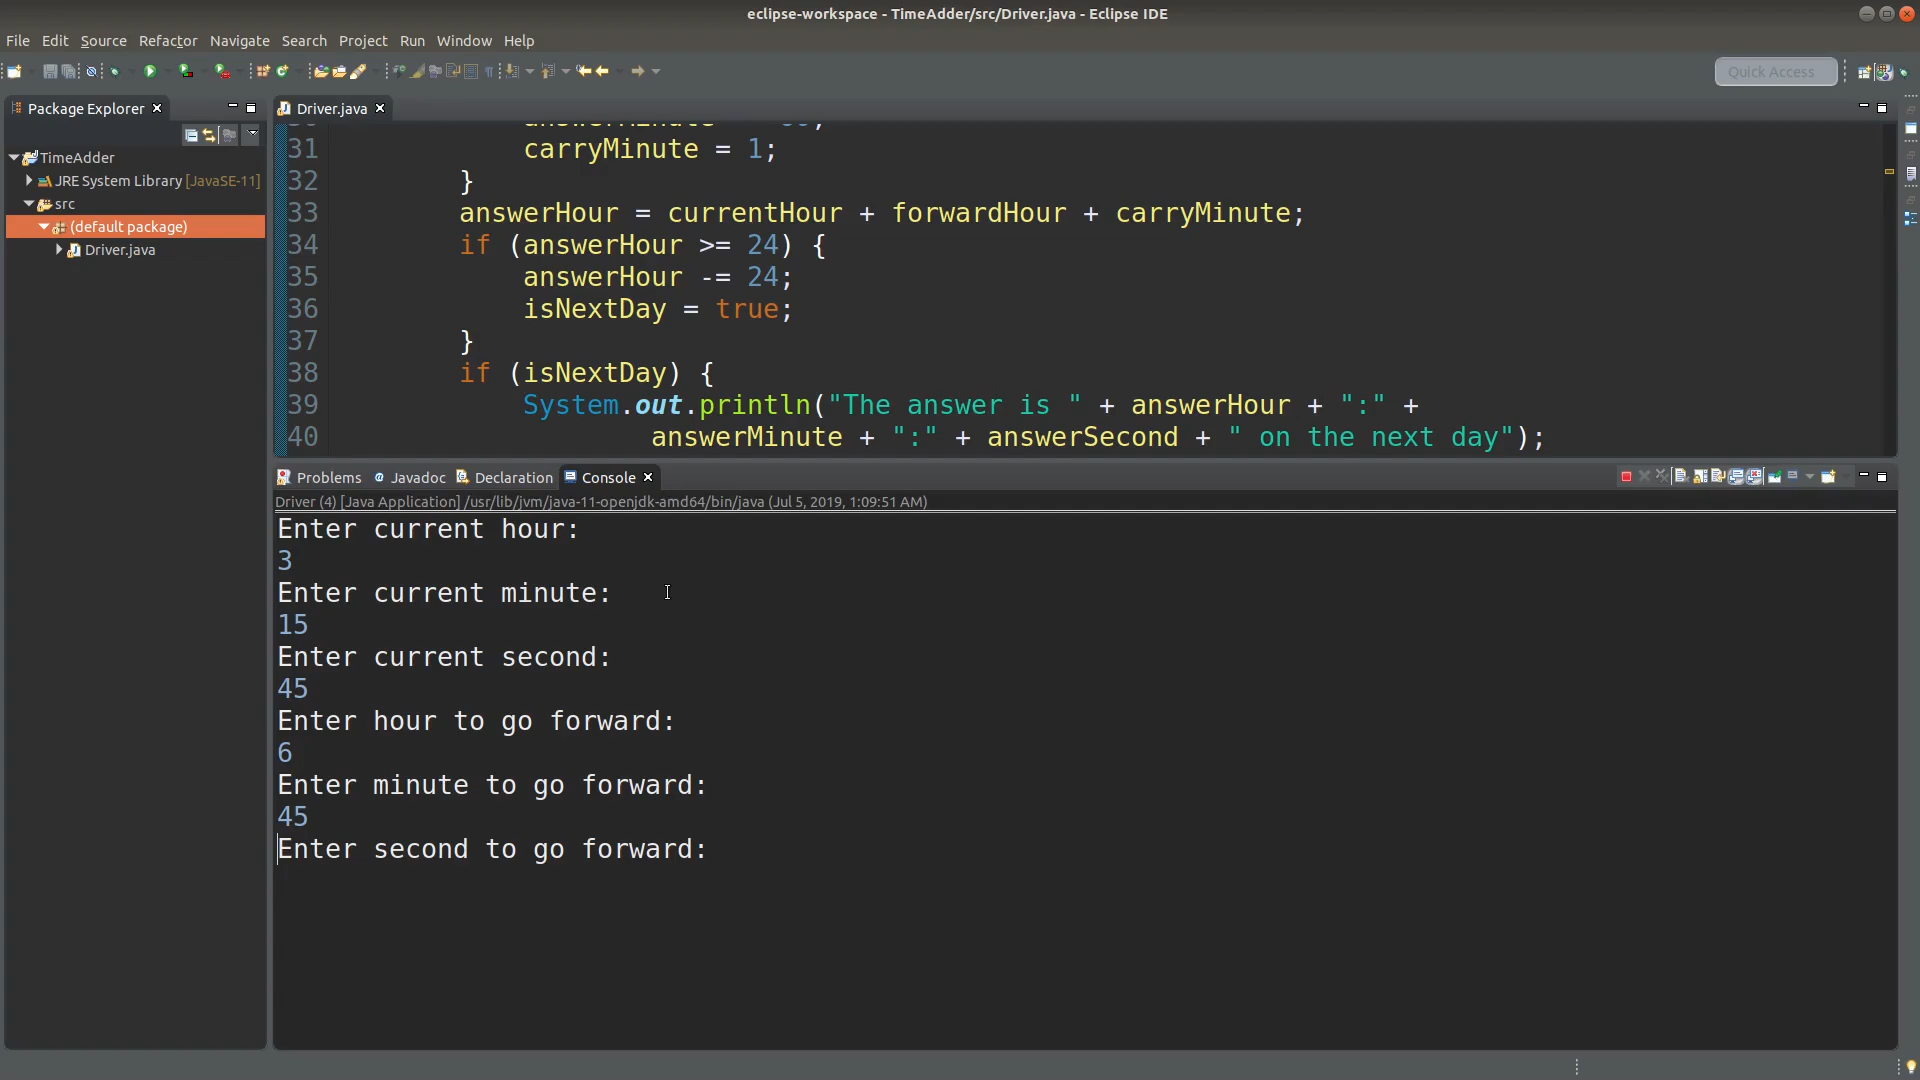 eclipse-workspace - TimeAdder/src/Driver.java - Eclipse IDE
File Edit Source Refactor Navigate Search Project Run Window Help
Quick Access
Package Explorer
TimeAdder
JRE System Library [JavaSE-11]
src
(default package)
Driver.java
Driver.java
31 carryMinute = 1;
32 }
33 answerHour = currentHour + forwardHour + carryMinute;
34 if (answerHour >= 24) {
35 answerHour -= 24;
36 isNextDay = true;
37 }
38 if (isNextDay) {
39 System.out.println("The answer is " + answerHour + ":" +
40 answerMinute + ":" + answerSecond + " on the next day");
Problems Javadoc Declaration Console
Driver (4) [Java Application] /usr/lib/jvm/java-11-openjdk-amd64/bin/java (Jul 5, 2019, 1:09:51 AM)
Enter current hour:
3
Enter current minute:
15
Enter current second:
45
Enter hour to go forward:
6
Enter minute to go forward:
45
Enter second to go forward: